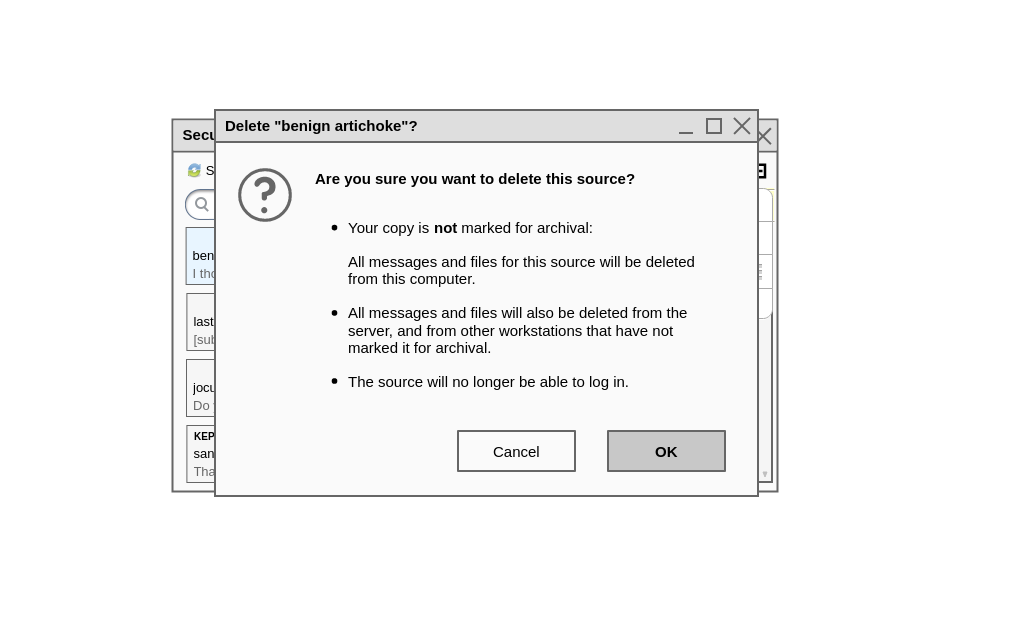 Delete "benign artichoke"?
Secu
S
Are you sure you want to delete this source?
• Your copy is not marked for archival:
All messages and files for this source will be deleted
from this computer.
• All messages and files will also be deleted from the
server, and from other workstations that have not
marked it for archival.
• The source will no longer be able to log in.
Cancel
OK
ben
I tho
last
[sub
jocu
Do
KEP
san
Tha